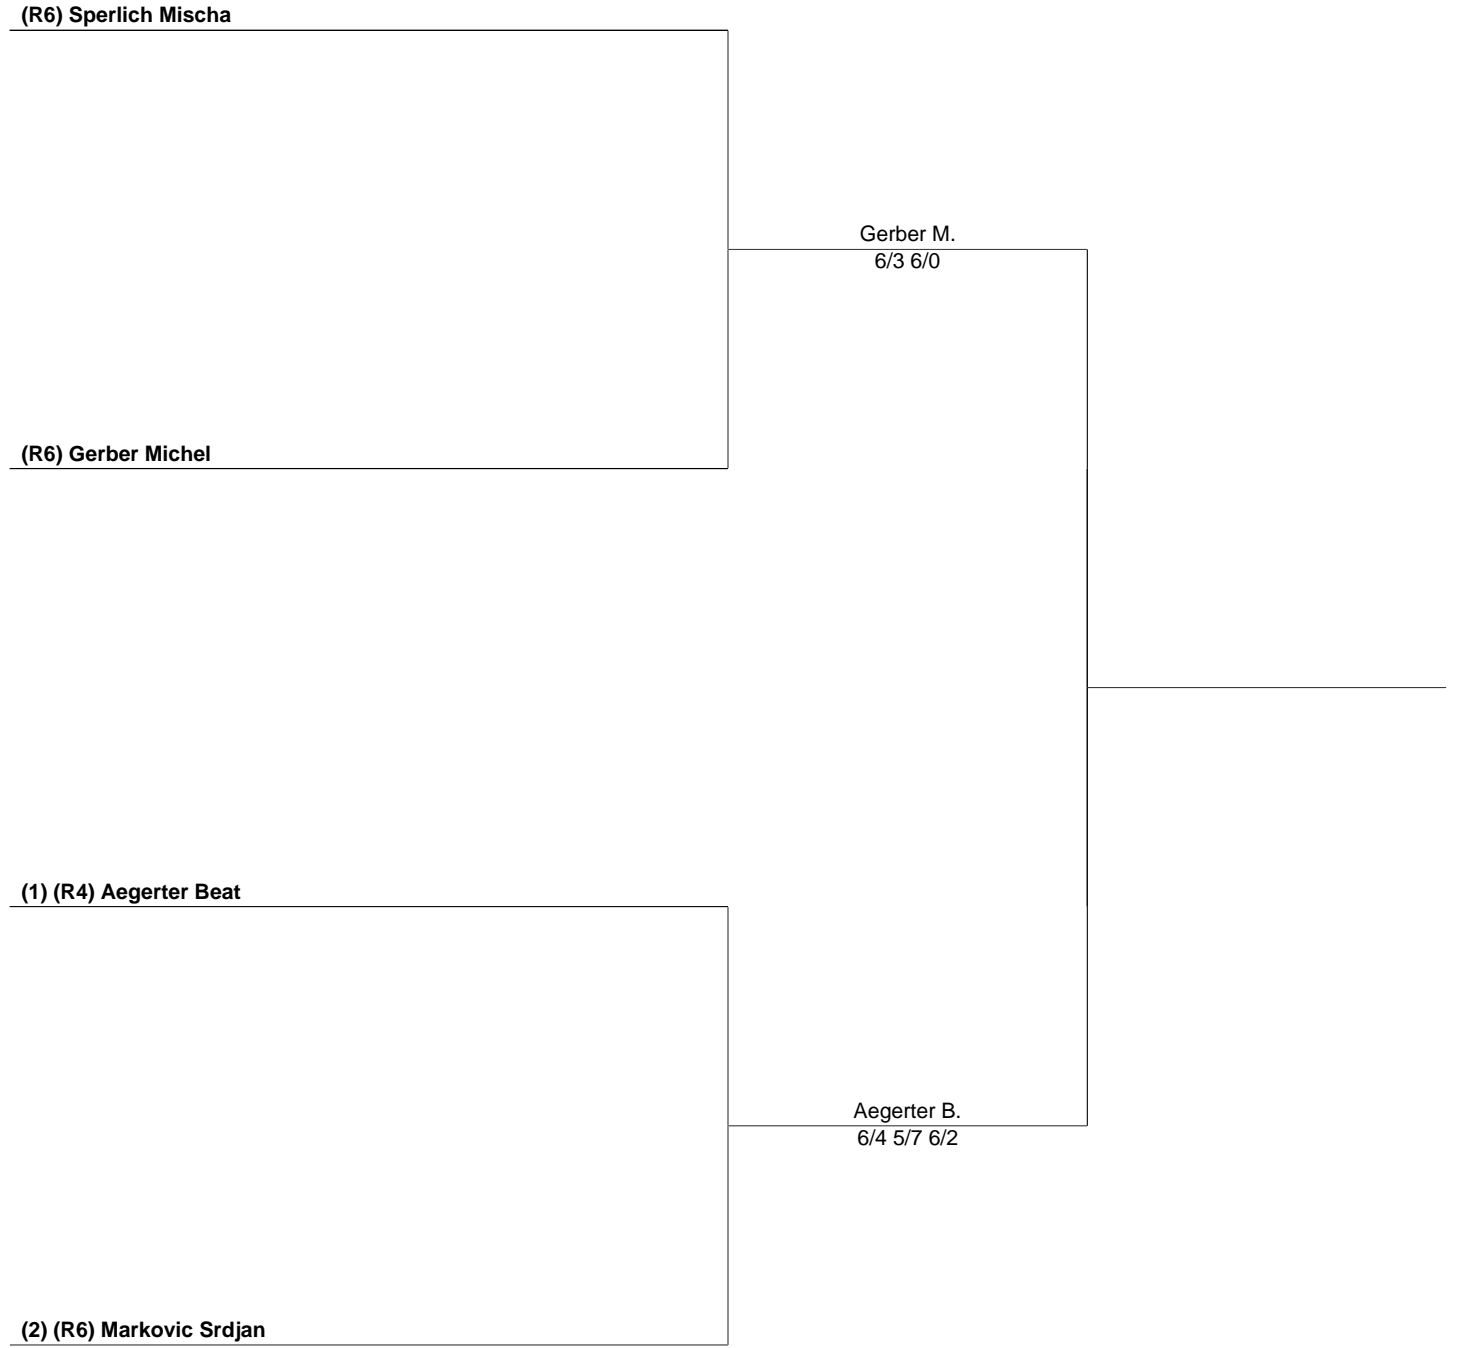 (R6) Sperlich Mischa
Gerber M.
6/3 6/0
(R6) Gerber Michel
(1) (R4) Aegerter Beat
Aegerter B.
6/4 5/7 6/2
(2) (R6) Markovic Srdjan